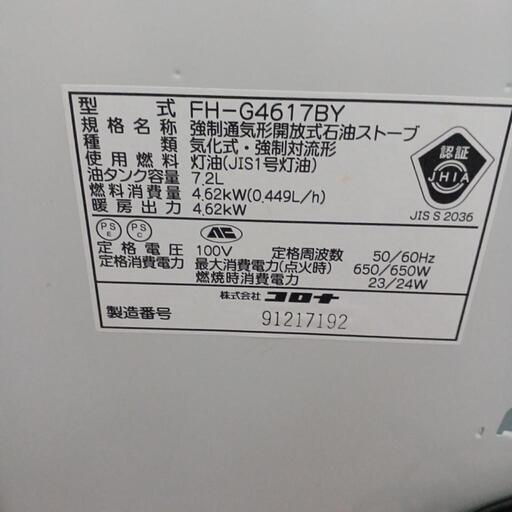 型 式 FH-G4617BY
規格名称 強制通気形開放式石油ストーブ
種 類 気化式・強制対流形
使用燃料 灯油(JIS1号灯油)
油タンク容量 7.2L
燃料消費量 4.62kW(0.449L/h)
暖房出力 4.62kW
認証
JHIA
JIS S 2036
PS E
PS C
定格電圧 100V 定格周波数 50/60Hz
定格消費電力 最大消費電力(点火時) 650/650W
燃焼時消費電力 23/24W
株式会社 コロナ
製造番号 91217192